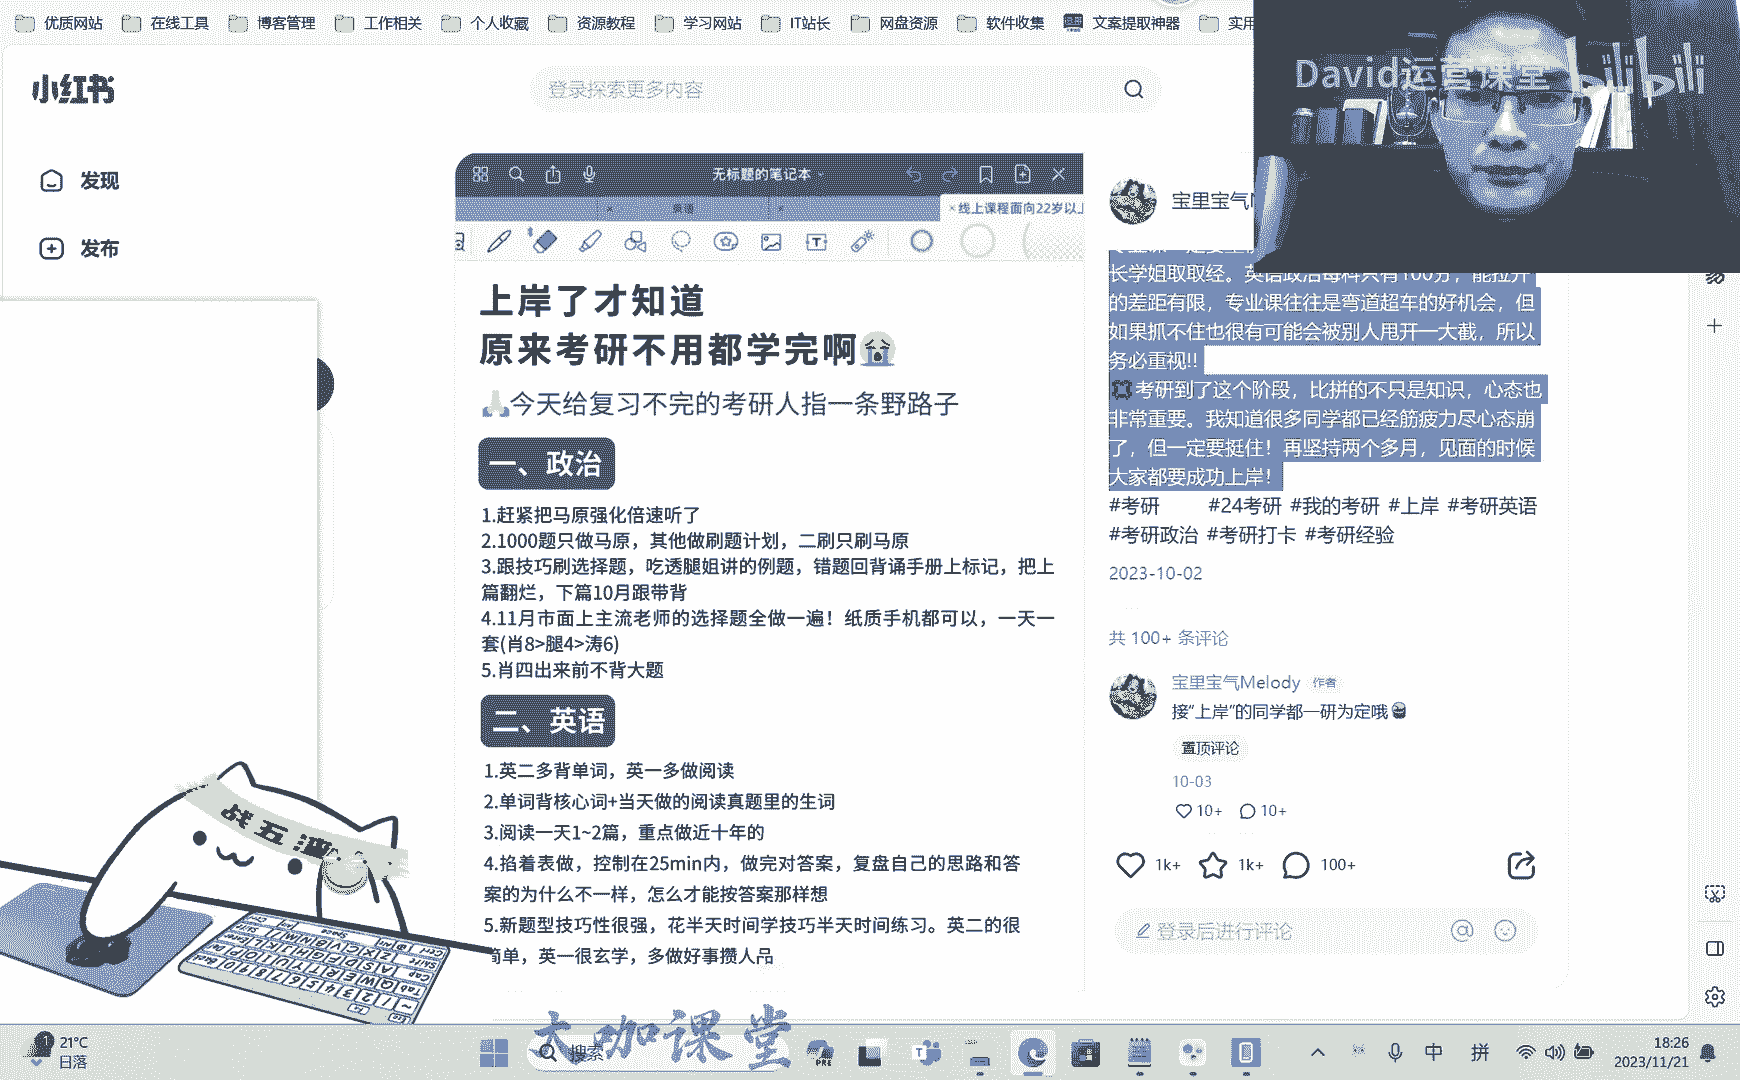 优质网站 在线工具 博客管理 工作相关 个人收藏 资源教程 学习网站 IT站长 网盘资源 软件收集 文案提取神器 实用
David运营课堂 bilibili
小红书
登录探索更多内容
发现
发布
无标题的笔记本
英语
线上课程面向22岁以上
上岸了才知道
原来考研不用都学完啊😭
🙏今天给复习不完的考研人指一条野路子
一、政治
1.赶紧把马原强化倍速听了
2.1000题只做马原，其他做刷题计划，二刷只刷马原
3.跟技巧刷选择题，吃透腿姐讲的例题，错题回背诵手册上标记，把上
篇翻烂，下篇10月跟带背
4.11月市面上主流老师的选择题全做一遍！纸质手机都可以，一天一
套(肖8>腿4>涛6)
5.肖四出来前不背大题
二、英语
1.英二多背单词，英一多做阅读
2.单词背核心词+当天做的阅读真题里的生词
3.阅读一天1~2篇，重点做近十年的
4.掐着表做，控制在25min内，做完对答案，复盘自己的思路和答
案的为什么不一样，怎么才能按答案那样想
5.新题型技巧性很强，花半天时间学技巧半天时间练习。英二的很
简单，英一很玄学，多做好事攒人品
宝里宝气
长学姐取取经。英语政治每科只有100分，能拉开
的差距有限，专业课往往是弯道超车的好机会，但
如果抓不住也很有可能会被别人甩开一大截，所以
务必重视!!
考研到了这个阶段，比拼的不只是知识，心态也
非常重要。我知道很多同学都已经筋疲力尽心态崩
了，但一定要挺住！再坚持两个多月，见面的时候
大家都要成功上岸！
#考研 #24考研 #我的考研 #上岸 #考研英语
#考研政治 #考研打卡 #考研经验
2023-10-02
共 100+ 条评论
宝里宝气Melody 作者
接“上岸”的同学都一研为定哦
置顶评论
10-03
10+ 10+
1k+ 1k+ 100+
登录后进行评论
大咖课堂
21°C
日落
搜索
中 拼
18:26
2023/11/21